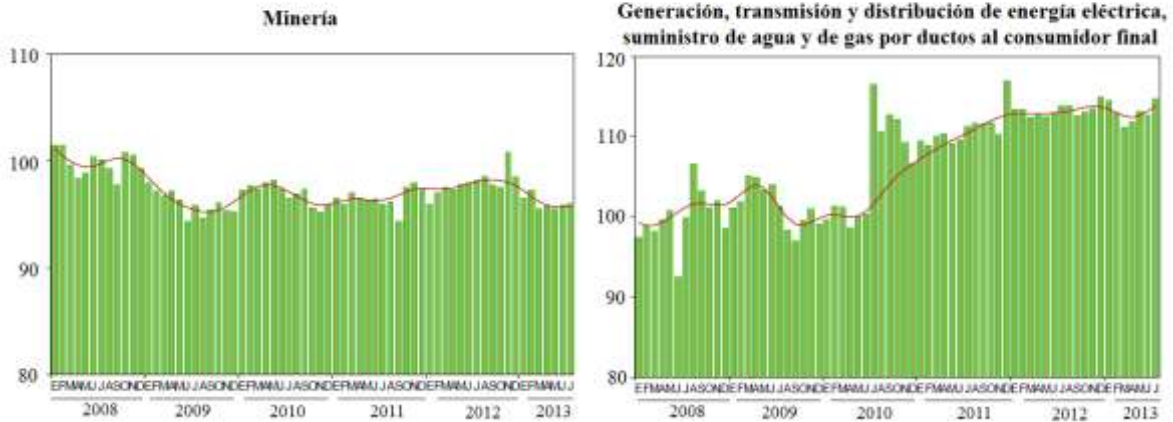 Minería
110
100
90
80
EFMAMJJASONDEFMAMJJASONDEFMAMJJASONDEFMAMJJASONDEFMAMJJASONDEFMAMJJ
2008 2009 2010 2011 2012 2013
Generación, transmisión y distribución de energía eléctrica,
suministro de agua y de gas por ductos al consumidor final
120
110
100
90
80
EFMAMJJASONDEFMAMJJASONDEFMAMJJASONDEFMAMJJASONDEFMAMJJASONDEFMAMJJ
2008 2009 2010 2011 2012 2013